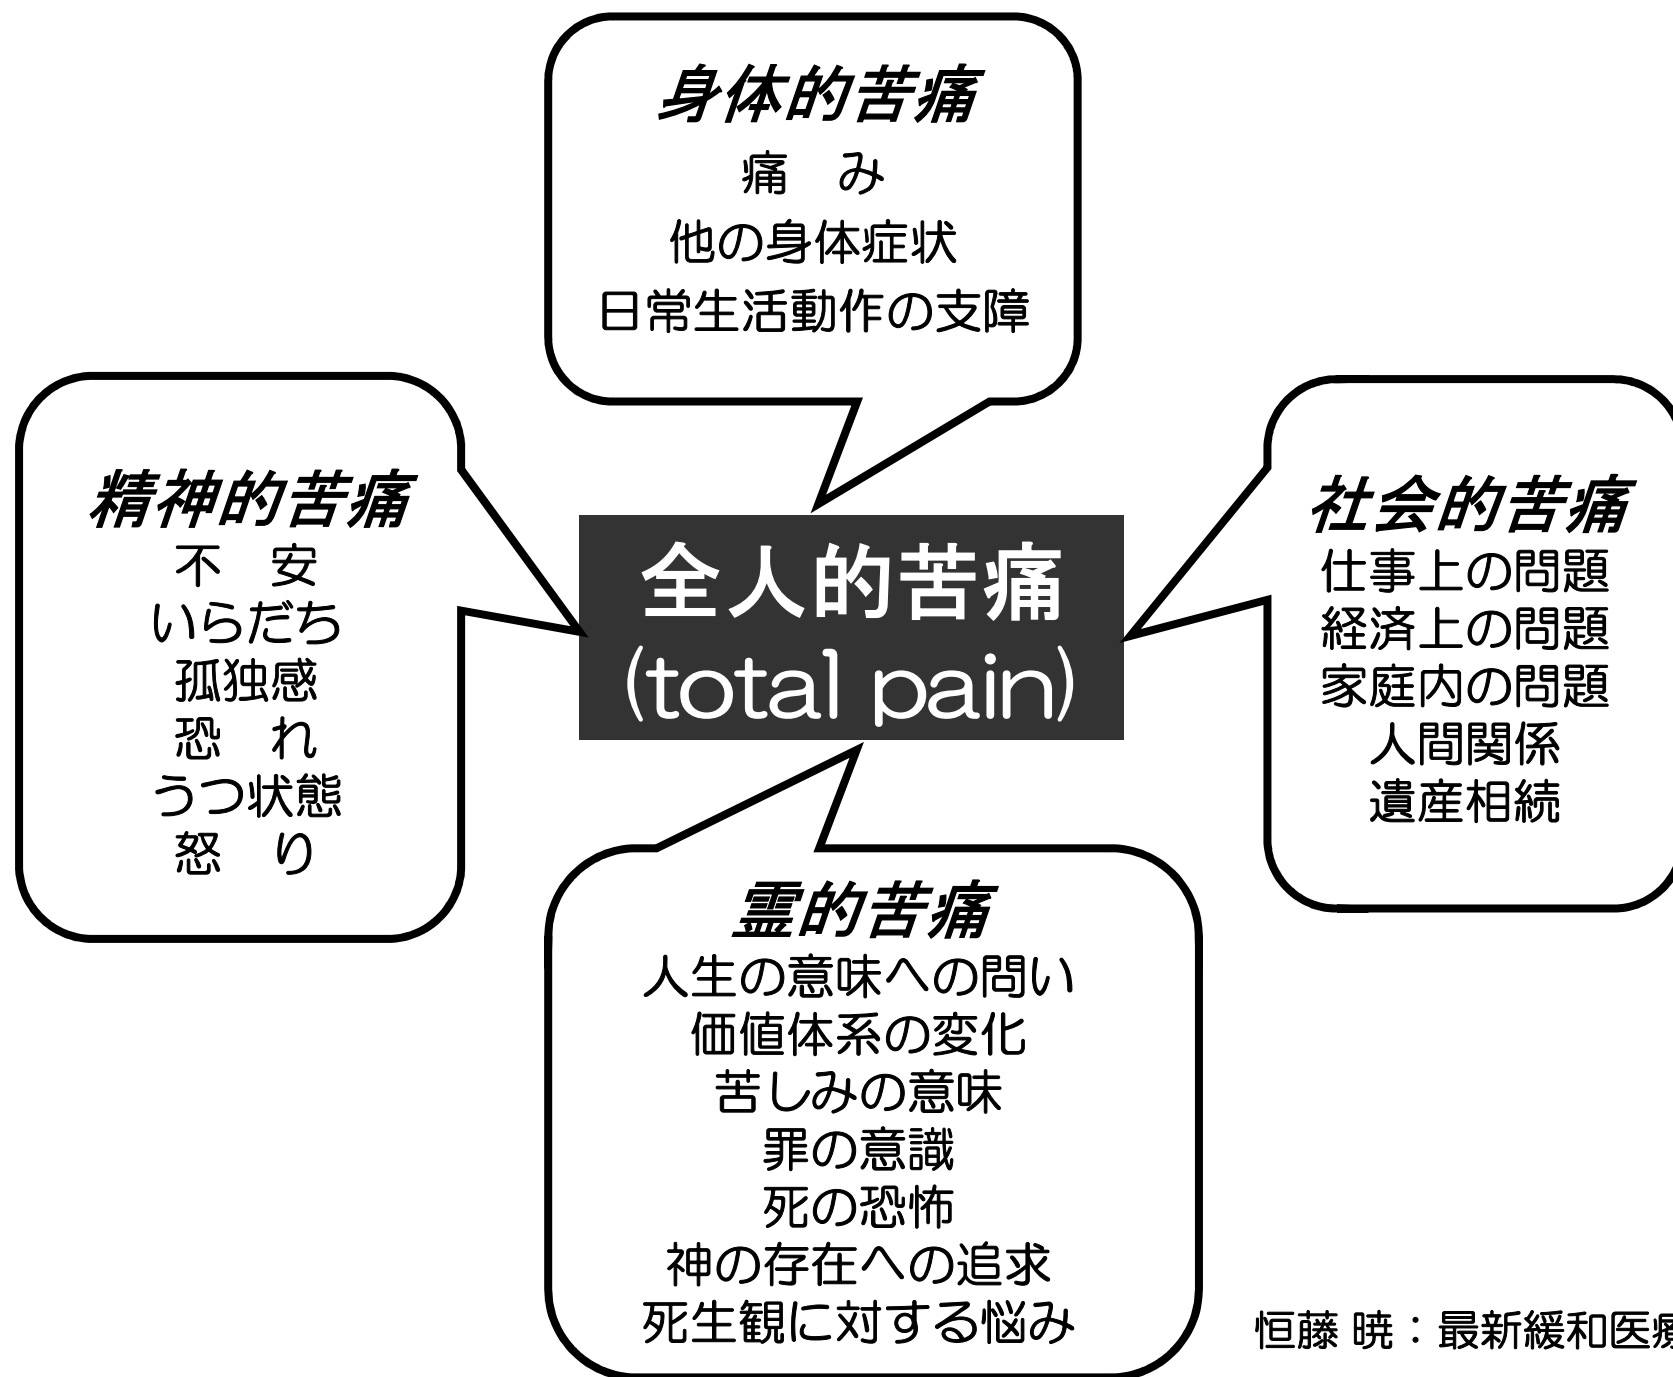 身体的苦痛
痛　み
他の身体症状
日常生活動作の支障
精神的苦痛
不　安
いらだち
孤独感
恐　れ
うつ状態
怒　り
全人的苦痛
(total pain)
社会的苦痛
仕事上の問題
経済上の問題
家庭内の問題
人間関係
遺産相続
霊的苦痛
人生の意味への問い
価値体系の変化
苦しみの意味
罪の意識
死の恐怖
神の存在への追求
死生観に対する悩み
恒藤 暁：最新緩和医療